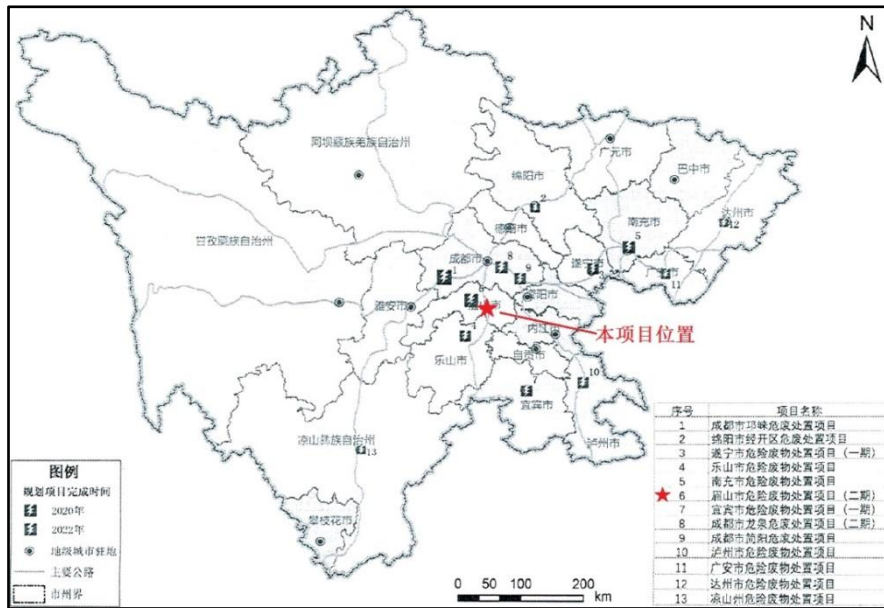 N
阿坝藏族羌族自治州
绵阳市
广元市
巴中市
2
达州市
12
德阳市
南充市
5
甘孜藏族自治州
成都市
8
1
9
遂宁市
3
广安市
11
雅安市
资阳市
本项目位置
内江市
4
乐山市
自贡市
10
7
宜宾市
凉山彝族自治州
13
泸州市
攀枝花市
图例
规划项目完成时间
2020年
2022年
地级城市驻地
主要公路
市州界
0 50 100 200
km
序号 项目名称
1 成都市邛崃危废处置项目
2 绵阳市经开区危废处置项目
3 遂宁市危险废物处置项目（一期）
4 乐山市危险废物处置项目
5 南充市危险废物处置项目
6 眉山市危险废物处置项目（二期）
7 宜宾市危险废物处置项目（一期）
8 成都市龙泉危废处置项目（二期）
9 成都市简阳危废处置项目
10 泸州市危险废物处置项目
11 广安市危险废物处置项目
12 达州市危险废物处置项目
13 凉山州危险废物处置项目